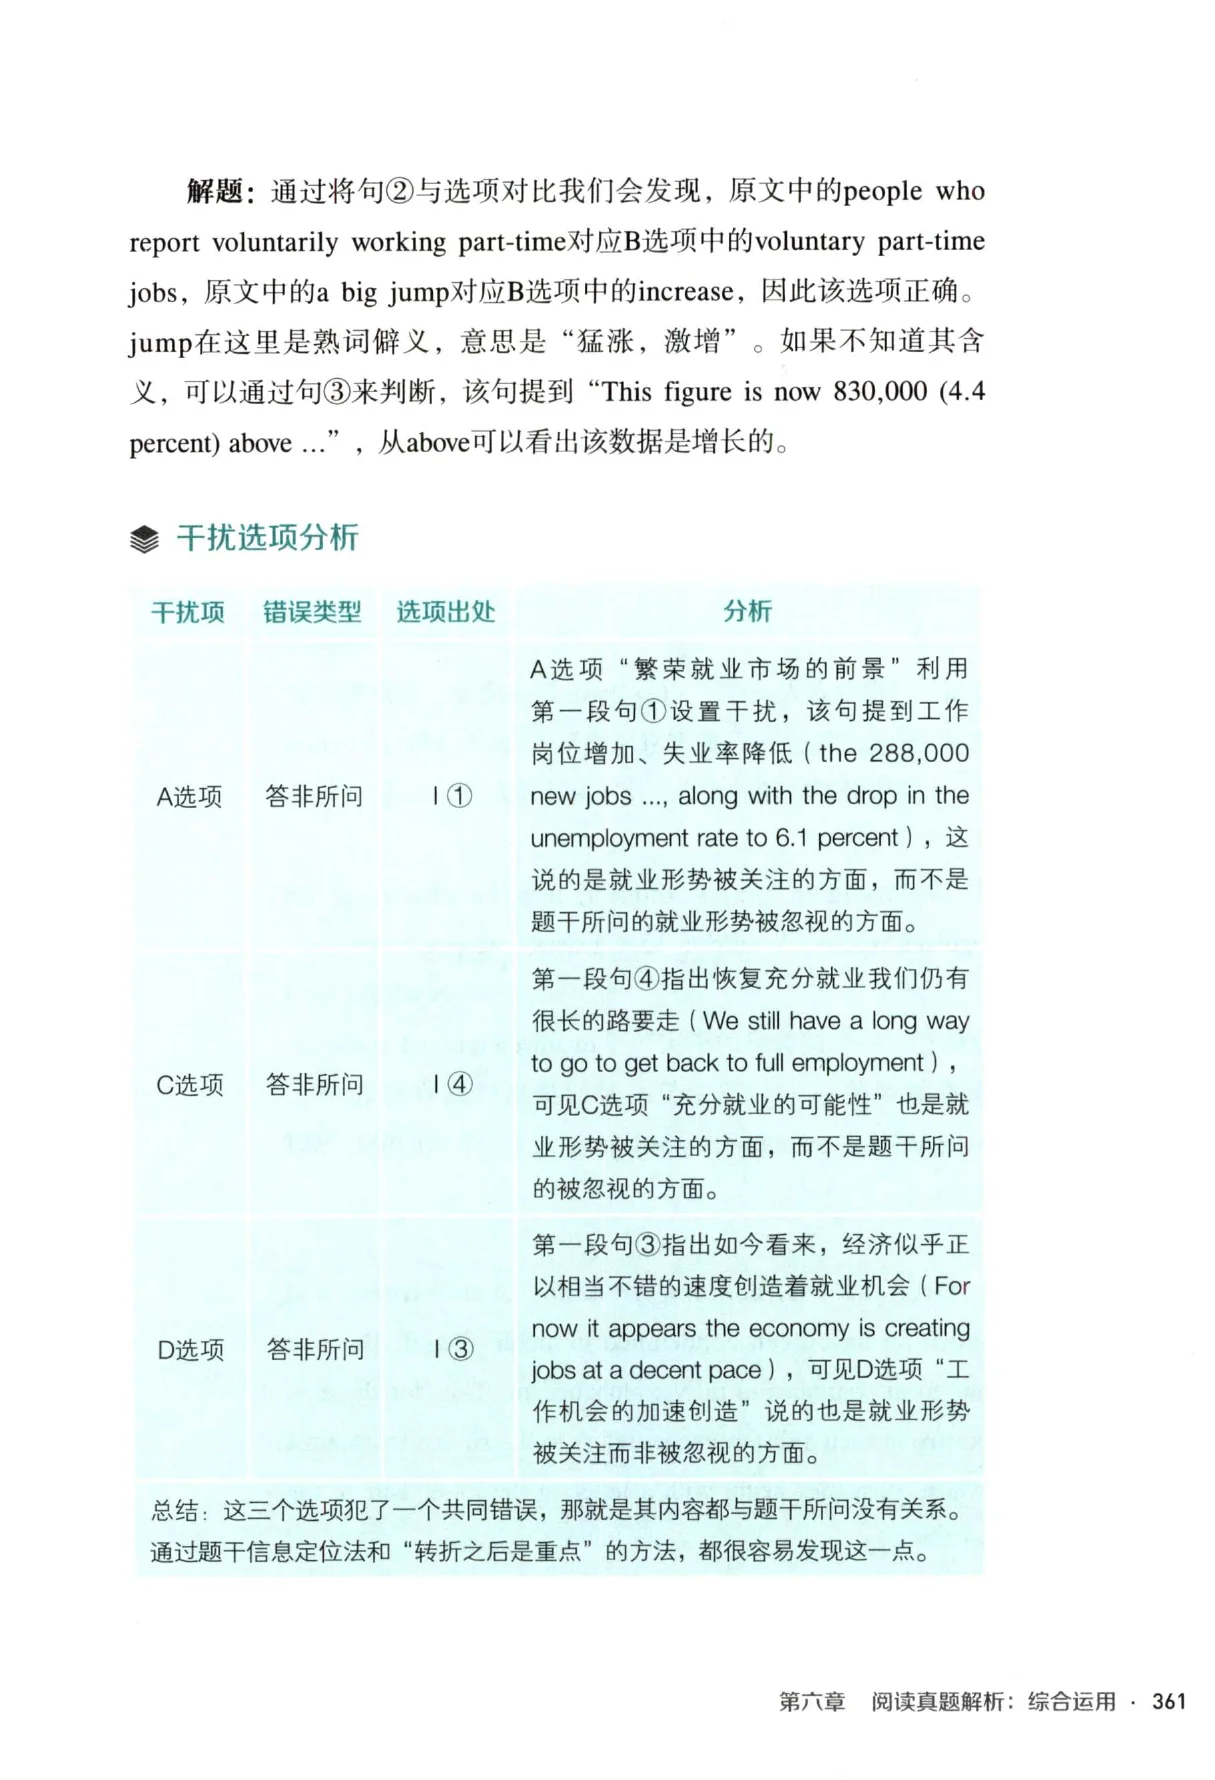 解题：通过将句②与选项对比我们会发现，原文中的people who
report voluntarily working part-time对应B选项中的voluntary part-time
jobs，原文中的a big jump对应B选项中的increase，因此该选项正确。
jump在这里是熟词僻义，意思是“猛涨，激增”。如果不知道其含
义，可以通过句③来判断，该句提到“This figure is now 830,000 (4.4
percent) above ...”，从above可以看出该数据是增长的。
干扰选项分析
干扰项 错误类型 选项出处 分析
A选项 答非所问 I ①
A选项“繁荣就业市场的前景”利用
第一段句①设置干扰，该句提到工作
岗位增加、失业率降低（the 288,000
new jobs ..., along with the drop in the
unemployment rate to 6.1 percent），这
说的是就业形势被关注的方面，而不是
题干所问的就业形势被忽视的方面。
C选项 答非所问 I ④
第一段句④指出恢复充分就业我们仍有
很长的路要走（We still have a long way
to go to get back to full employment），
可见C选项“充分就业的可能性”也是就
业形势被关注的方面，而不是题干所问
的被忽视的方面。
D选项 答非所问 I ③
第一段句③指出如今看来，经济似乎正
以相当不错的速度创造着就业机会（For
now it appears the economy is creating
jobs at a decent pace），可见D选项“工
作机会的加速创造”说的也是就业形势
被关注而非被忽视的方面。
总结：这三个选项犯了一个共同错误，那就是其内容都与题干所问没有关系。
通过题干信息定位法和“转折之后是重点”的方法，都很容易发现这一点。
第六章 阅读真题解析：综合运用 · 361